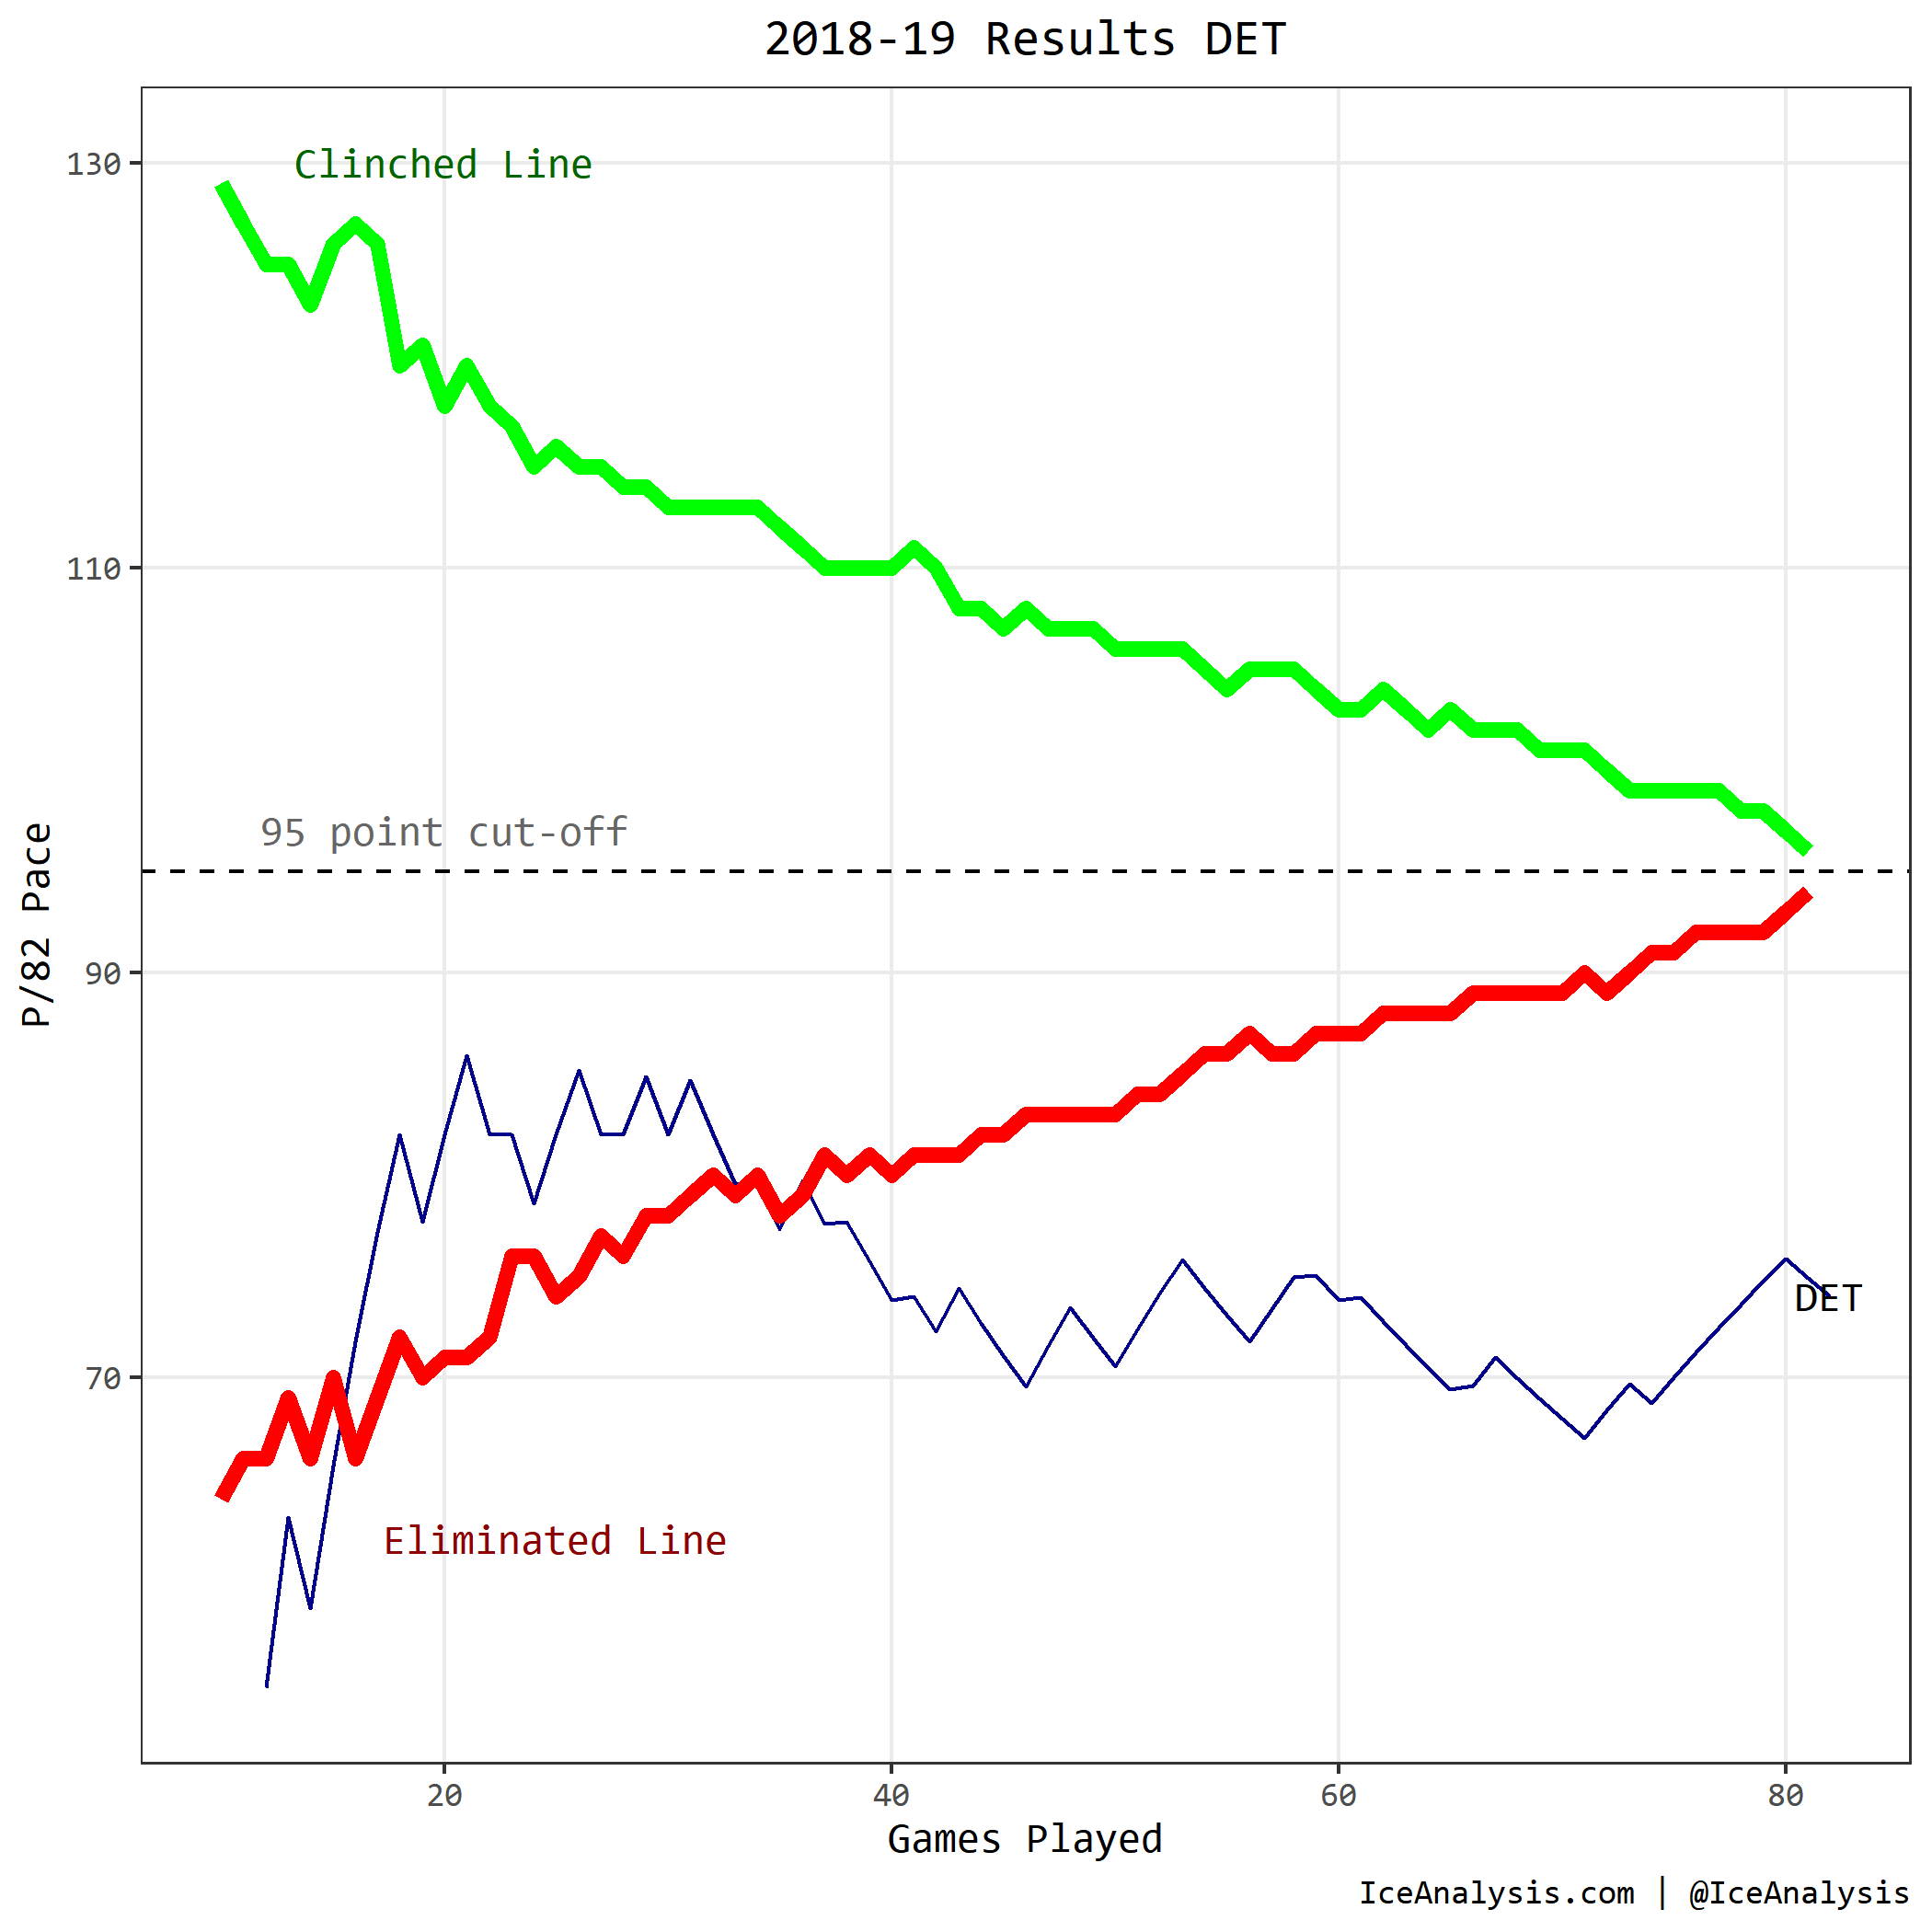 2018-19 Results DET
130
Clinched Line
110
95 point cut-off
P/82 Pace
90
DET
70
Eliminated Line
20 40 60 80
Games Played
IceAnalysis.com | @IceAnalysis